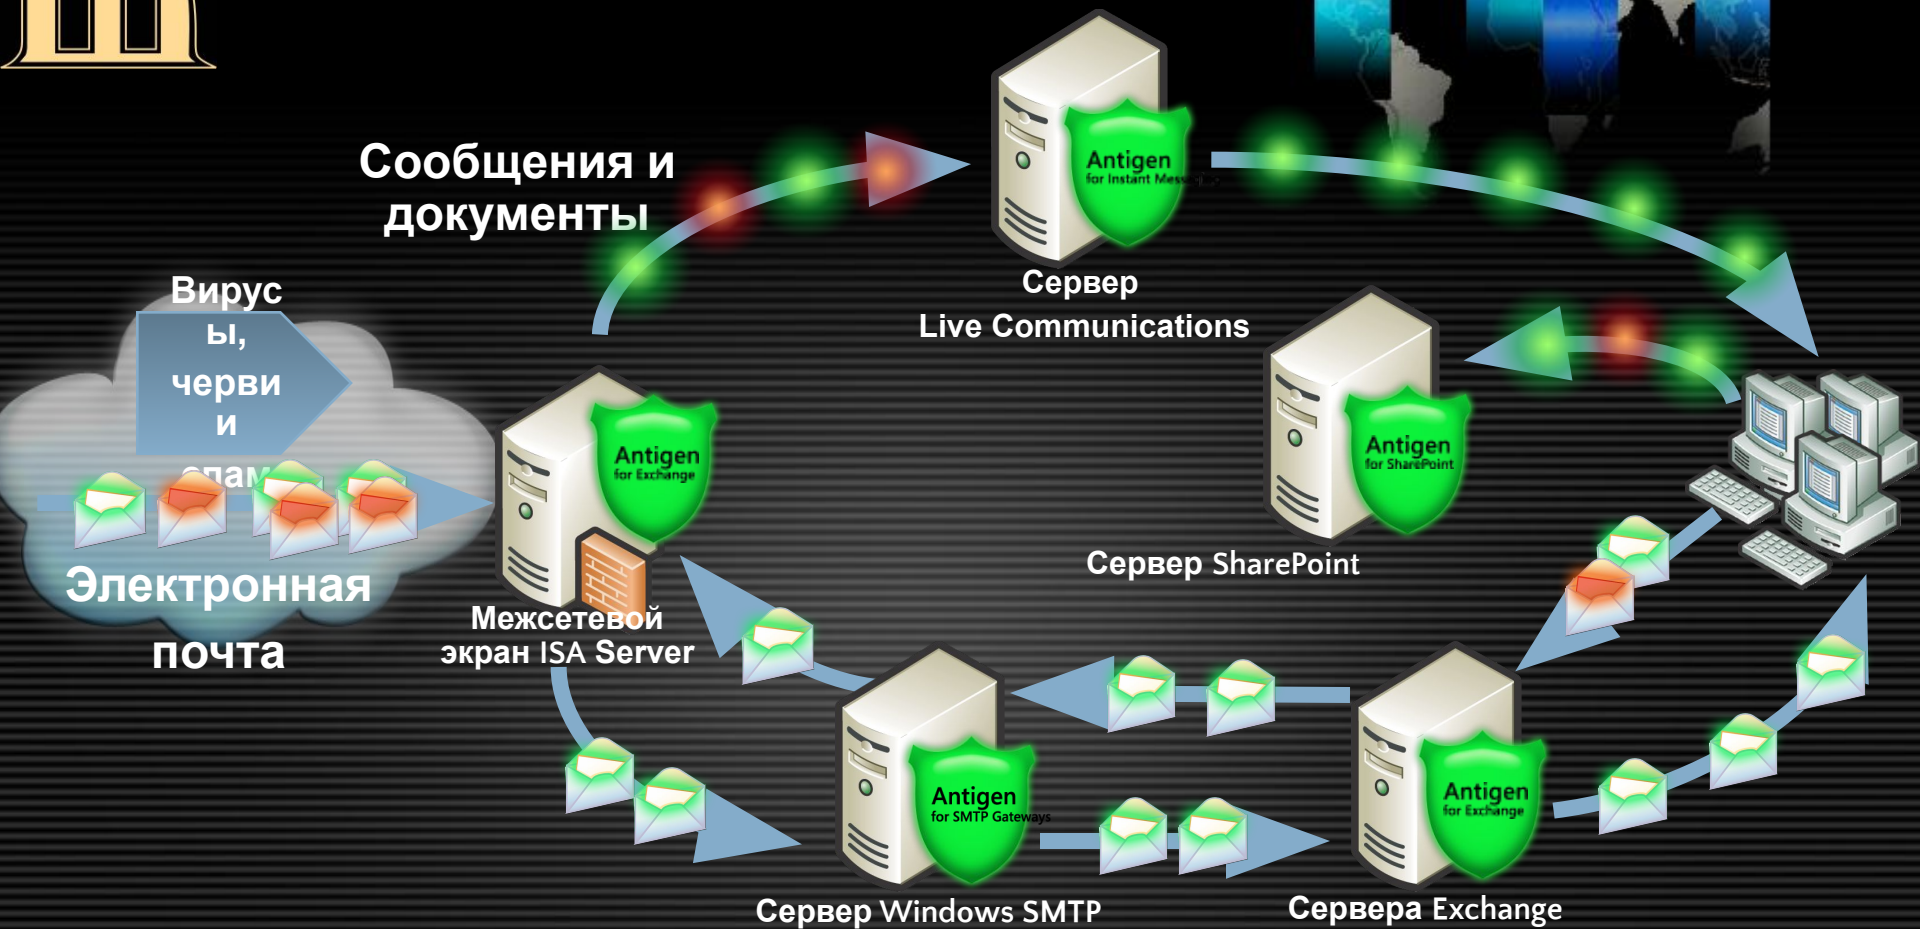 Сообщения и
документы
Antigen
for Instant
Сервер
Live Communications
Вирус
ы,
черви
и
спам
Antigen
for Exchange
Antigen
for SharePoint
Электронная
почта
Межсетевой
экран ISA Server
Сервер SharePoint
Antigen
for SMTP Gateways
Antigen
for Exchange
Сервер Windows SMTP
Сервера Exchange